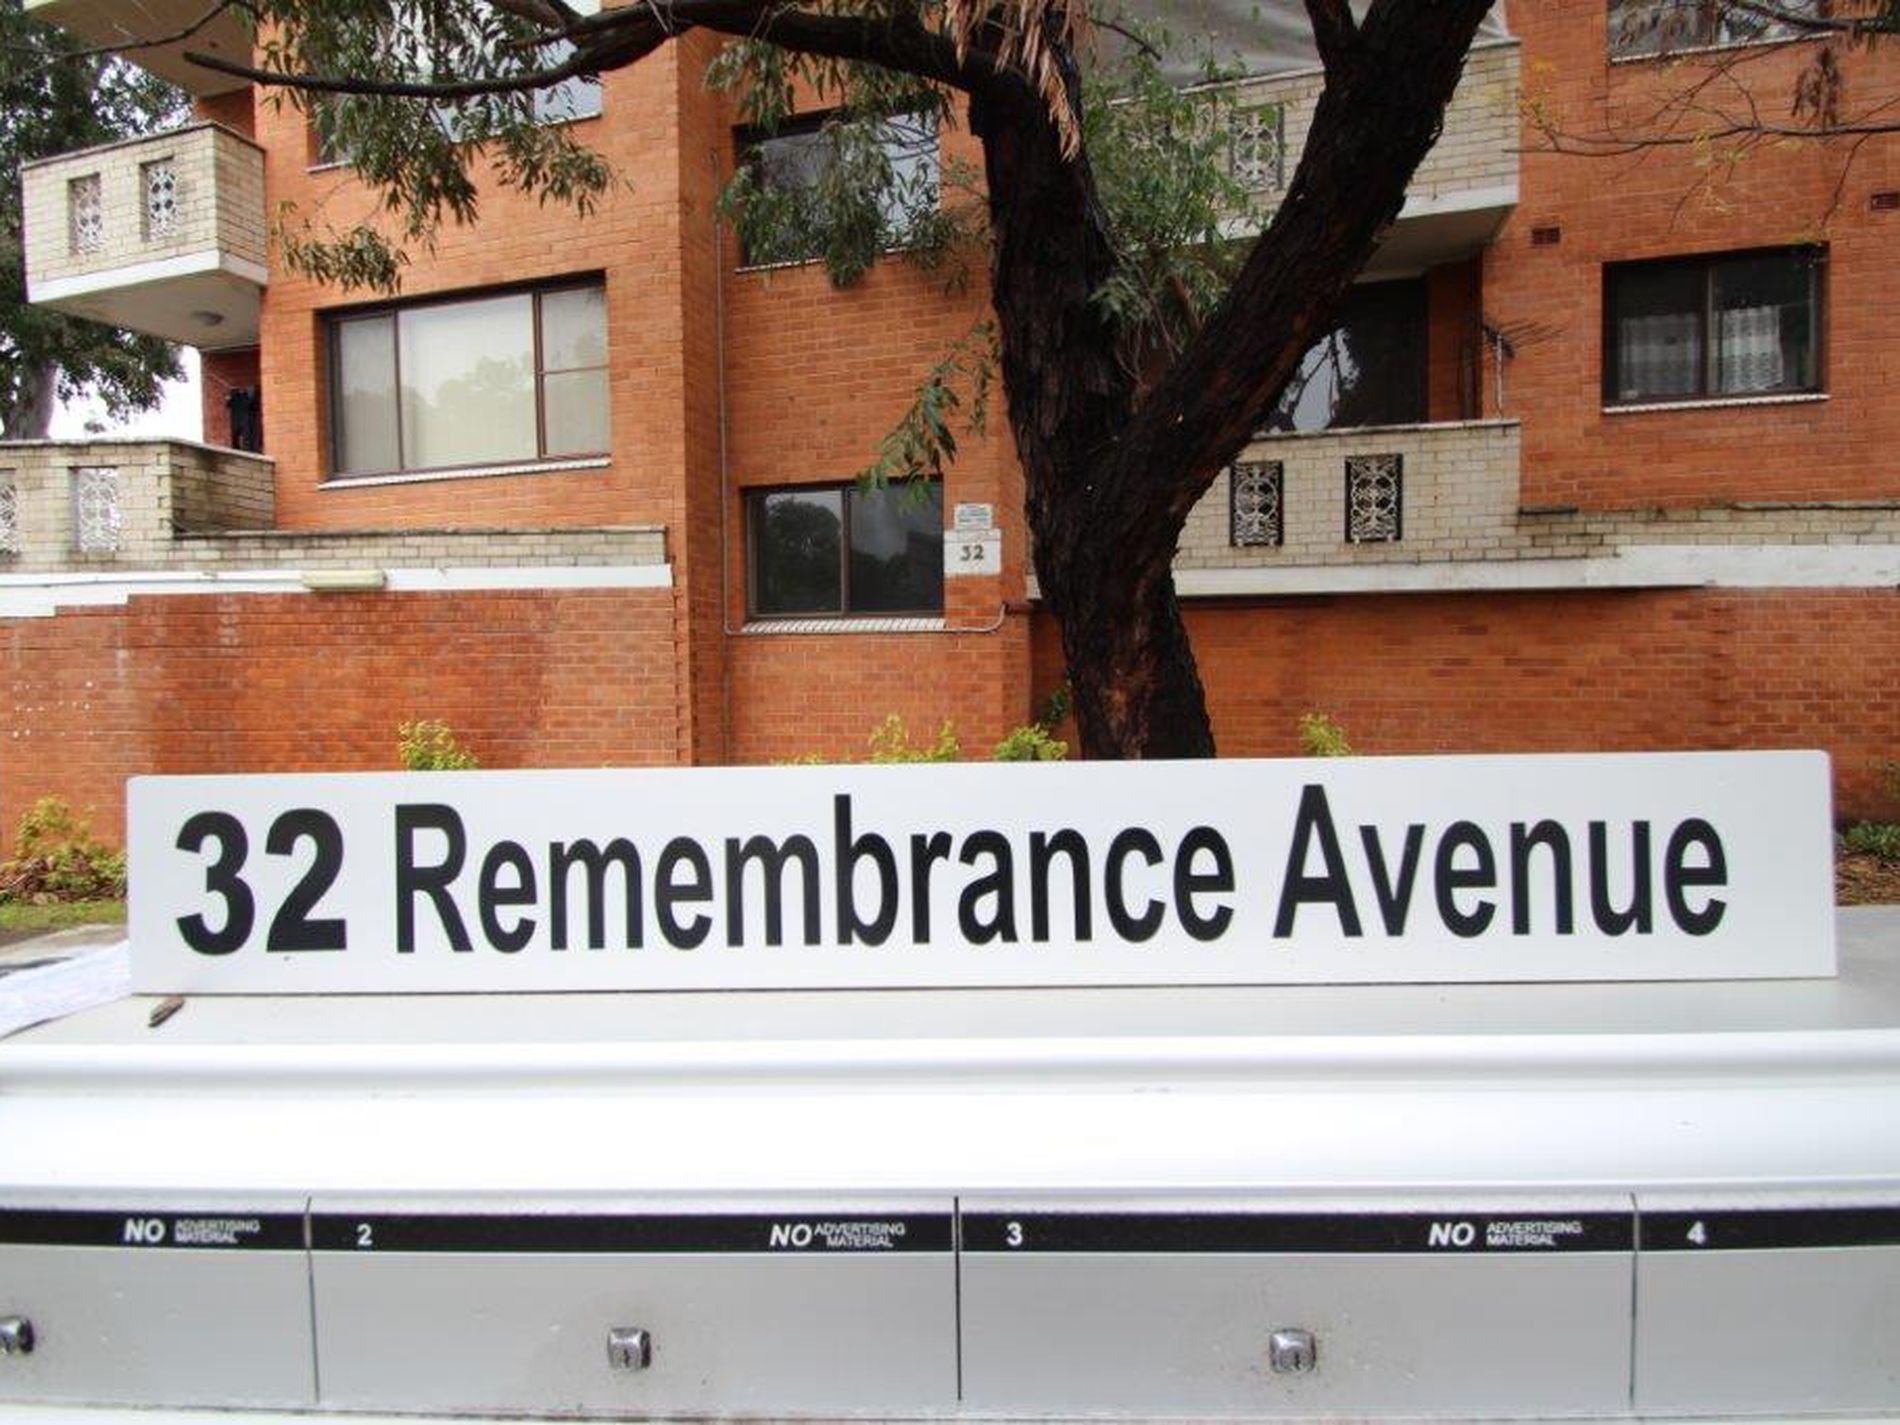 32
32 Remembrance Avenue
NO ADVERTISING MATERIAL
2
NO ADVERTISING MATERIAL
3
NO ADVERTISING MATERIAL
4